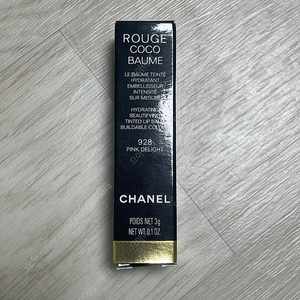 ROUGE
COCO
BAUME
LE BAUME TEINTÉ
HYDRATANT
EMBELLISSEUR
INTENSITÉ
SUR MESURE
HYDRATING
BEAUTIFYING
TINTED LIP BALM
BUILDABLE COLOUR
928
PINK DELIGHT
CHANEL
POIDS NET 3g
NET WT. 0.1 OZ.